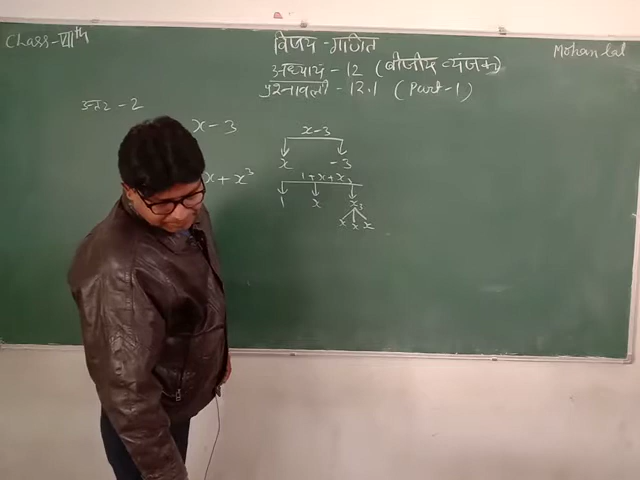 Class-VIIth
विषय-गणित
Mohan lal
अध्याय - 12 (बीजीय व्यंजक)
प्रश्नावली - 12.1 (Part-1)
उत्तर - 2
x-3
x-3
x -3
x + x³
1 + x + x³
1 x x³
x x x